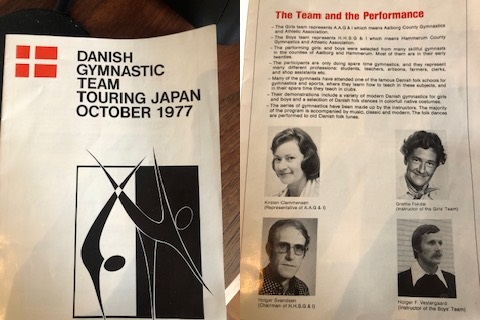 DANISH
GYMNASTIC
TEAM
TOURING JAPAN
OCTOBER 1977
The Team and the Performance
- The Girls team represents A.A.G & I which means Aalborg County Gymnastics
and Athletic Association.
- The Boys team represents H.H.S.G & I which means Hammerum County
Gymnastics and Athletic Association.
- The performing girls and boys were selected from many skillful gymnasts
in the counties of Aalborg and Hammerum. Most of them are in their early
twenties.
- The participants are only doing spare time gymnastics, and they represent
many different professions: students, teachers, artisans, farmers, clerks,
and shop assistants etc.
- Many of the gymnasts have attended one of the famous Danish folk schools for
gymnastics and sports, where they learn how to teach in these subjects, and
in their spare time they teach in clubs.
- Their demonstrations include a variety of modern Danish gymnastics for girls
and boys and a selection of Danish folk dances in colorfull native costumes.
- The series of gymnastics have been made up by the instructors. The majority
of the program is accompanied by music, classic and modern. The folk dances
are performed to old Danish folk tunes.
Kirsten Clemmensen
(Representative of A.A.G & I)
Grethe
(Instructor of the Girls' Team)
Holger Svendsen
(Chairman of H.H.S.G & I)
Holger F. Vestergaard
(Instructor of the Boys' Team)